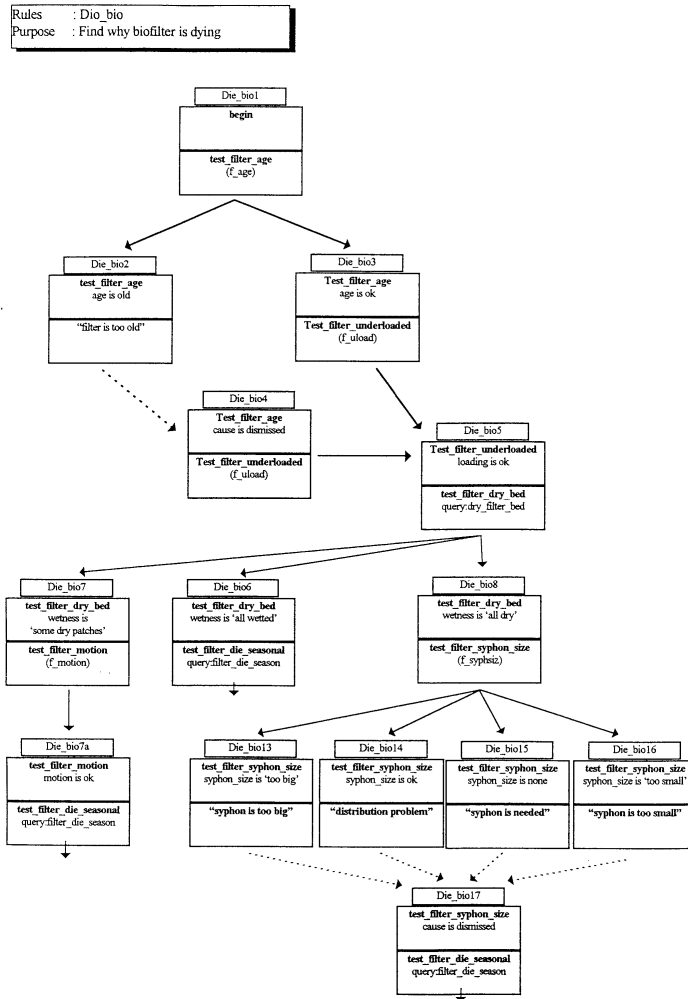 Rules : Dio_bio
Purpose : Find why biofilter is dying
Die_bio1
begin
test_filter_age
(f_age)
Die_bio2
test_filter_age
age is old
“filter is too old”
Die_bio3
Test_filter_age
age is ok
Test_filter_underloaded
(f_uload)
Die_bio4
Test_filter_age
cause is dismissed
Test_filter_underloaded
(f_uload)
Die_bio5
Test_filter_underloaded
loading is ok
test_filter_dry_bed
query:dry_filter_bed
Die_bio7
test_filter_dry_bed
wetness is
‘some dry patches’
test_filter_motion
(f_motion)
Die_bio6
test_filter_dry_bed
wetness is ‘all wetted’
test_filter_die_seasonal
query:filter_die_season
Die_bio8
test_filter_dry_bed
wetness is ‘all dry’
test_filter_syphon_size
(f_syphsiz)
Die_bio7a
test_filter_motion
motion is ok
test_filter_die_seasonal
query:filter_die_season
Die_bio13
test_filter_syphon_size
syphon_size is ‘too big’
“syphon is too big”
Die_bio14
test_filter_syphon_size
syphon_size is ok
“distribution problem”
Die_bio15
test_filter_syphon_size
syphon_size is none
“syphon is needed”
Die_bio16
test_filter_syphon_size
syphon_size is ‘too small’
“syphon is too small”
Die_bio17
test_filter_syphon_size
cause is dismissed
test_filter_die_seasonal
query:filter_die_season